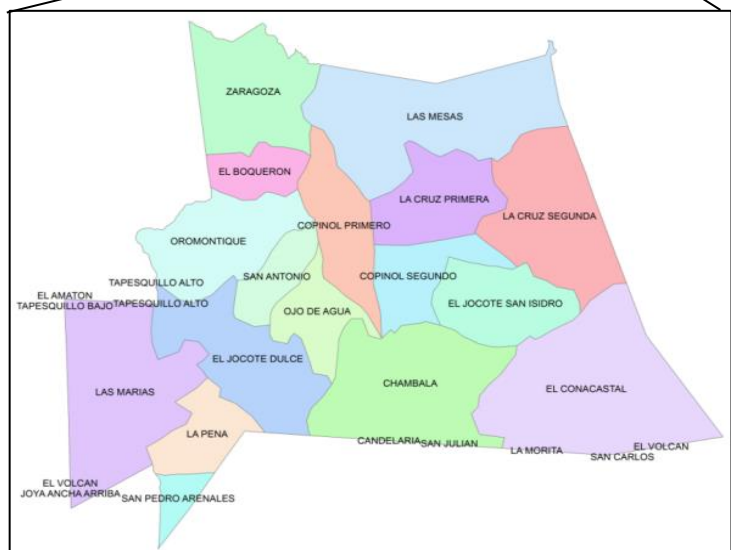 ZARAGOZA
LAS MESAS
EL BOQUERON
LA CRUZ PRIMERA
LA CRUZ SEGUNDA
COPINOL PRIMERO
OROMONTIQUE
SAN ANTONIO
COPINOL SEGUNDO
TAPESQUILLO ALTO
EL AMATON
TAPESQUILLO BAJO
TAPESQUILLO ALTO
EL JOCOTE SAN ISIDRO
OJO DE AGUA
EL JOCOTE DULCE
CHAMBALA
EL CONACASTAL
LAS MARIAS
LA PENA
CANDELARIA
SAN JULIAN
EL VOLCAN
LA MORITA
SAN CARLOS
EL VOLCAN
JOYA ANCHA ARRIBA
SAN PEDRO ARENALES